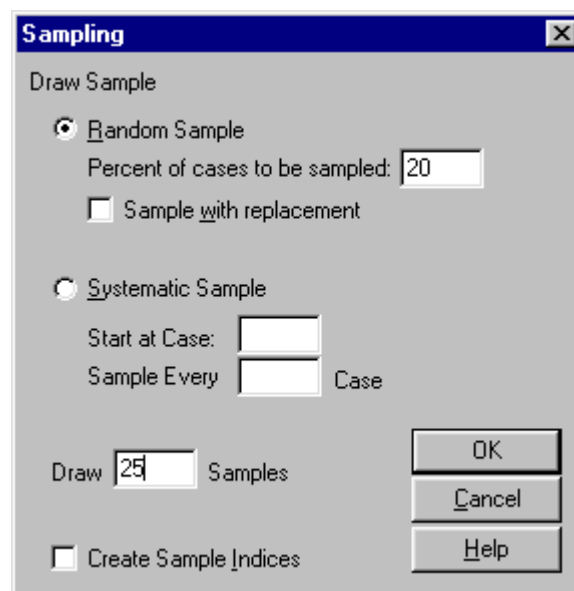 Sampling
Draw Sample
Random Sample
Percent of cases to be sampled: 20
Sample with replacement
Systematic Sample
Start at Case:
Sample Every Case
Draw 25 Samples
OK
Cancel
Help
Create Sample Indices